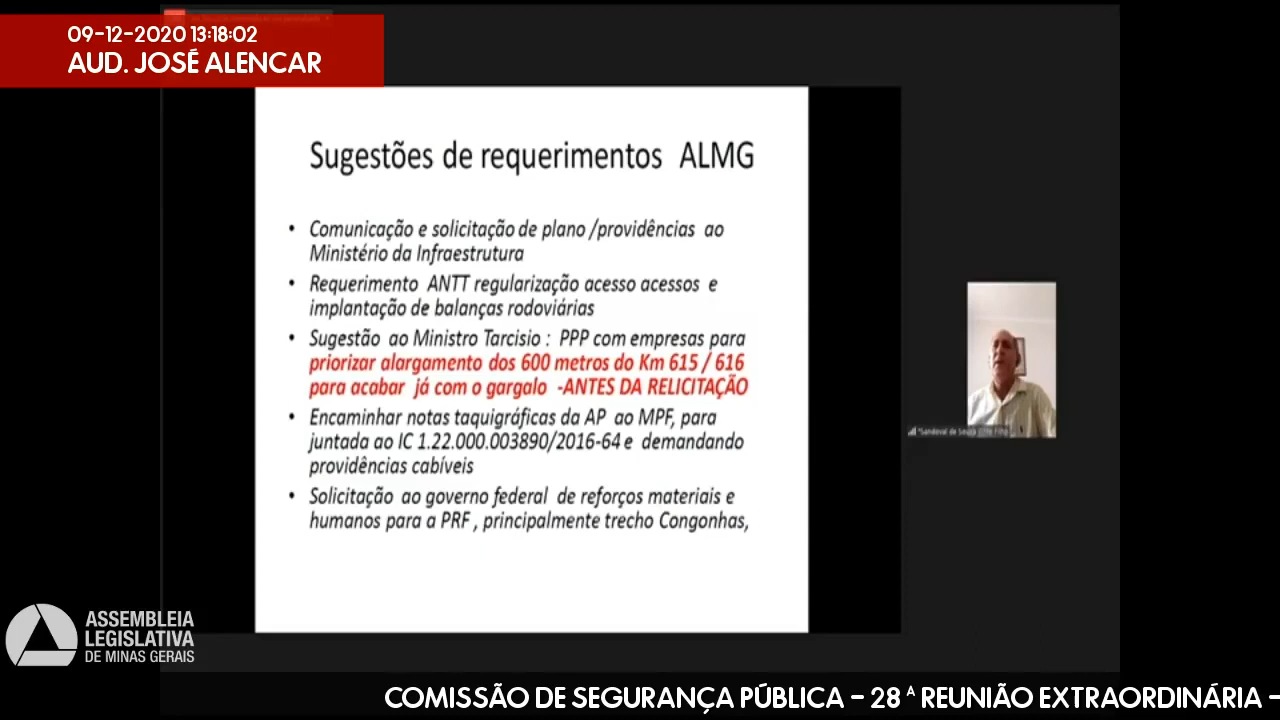 09-12-2020 13:18:02
AUD. JOSÉ ALENCAR
Sugestões de requerimentos ALMG
• Comunicação e solicitação de plano /providências ao
Ministério da Infraestrutura
• Requerimento ANTT regularização acesso acessos e
implantação de balanças rodoviárias
• Sugestão ao Ministro Tarcisio : PPP com empresas para
priorizar alargamento dos 600 metros do Km 615 / 616
para acabar já com o gargalo -ANTES DA RELICITAÇÃO
• Encaminhar notas taquigráficas da AP ao MPF, para
juntada ao IC 1.22.000.003890/2016-64 e demandando
providências cabíveis
• Solicitação ao governo federal de reforços materiais e
humanos para a PRF , principalmente trecho Congonhas,
*Sandoval de Souza
ASSEMBLEIA
LEGISLATIVA
DE MINAS GERAIS
COMISSÃO DE SEGURANÇA PÚBLICA - 28ª REUNIÃO EXTRAORDINÁRIA -